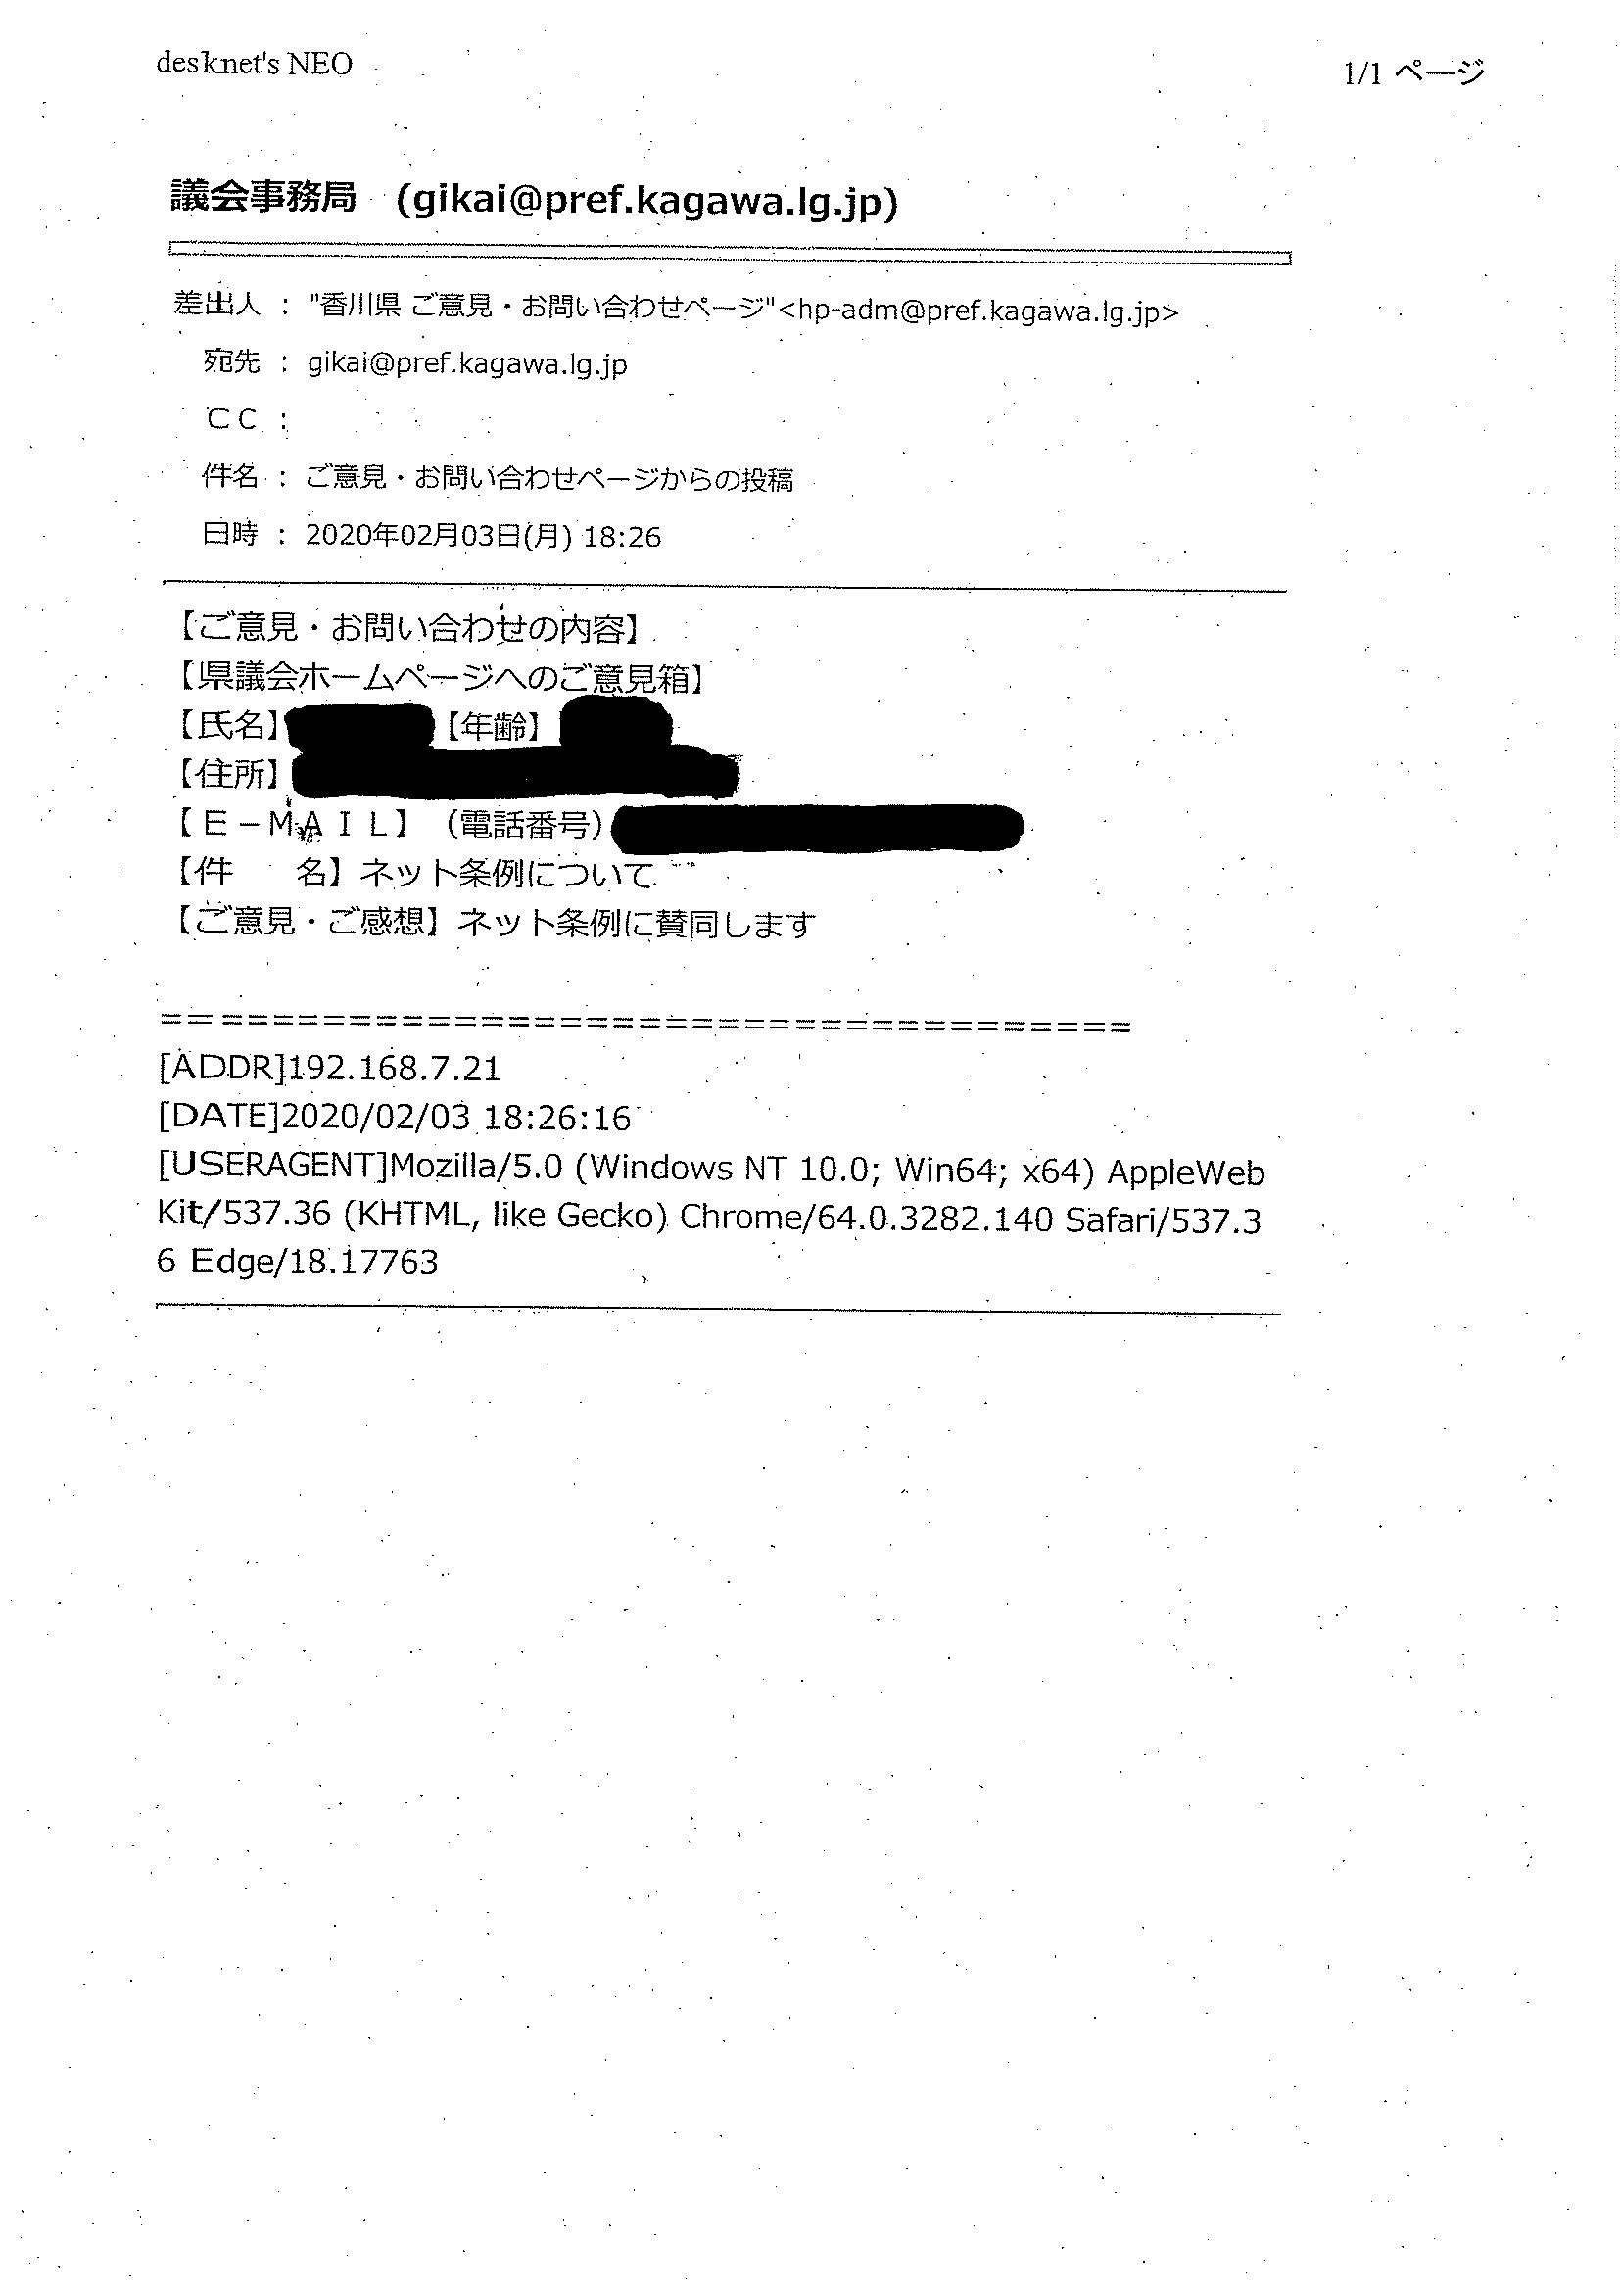 desknet's NEO
1/1 ページ
議会事務局　(gikai@pref.kagawa.lg.jp)
差出人 : "香川県 ご意見・お問い合わせページ"<hp-adm@pref.kagawa.lg.jp>
宛先 : gikai@pref.kagawa.lg.jp
ＣＣ :
件名 : ご意見・お問い合わせページからの投稿
日時 : 2020年02月03日(月) 18:26
【ご意見・お問い合わせの内容】
【県議会ホームページへのご意見箱】
【氏名】 【年齢】
【住所】
【Ｅ－ＭＡＩＬ】（電話番号）
【件　　名】ネット条例について
【ご意見・ご感想】ネット条例に賛同します
======================================
[ADDR]192.168.7.21
[DATE]2020/02/03 18:26:16
[USERAGENT]Mozilla/5.0 (Windows NT 10.0; Win64; x64) AppleWeb
Kit/537.36 (KHTML, like Gecko) Chrome/64.0.3282.140 Safari/537.3
6 Edge/18.17763